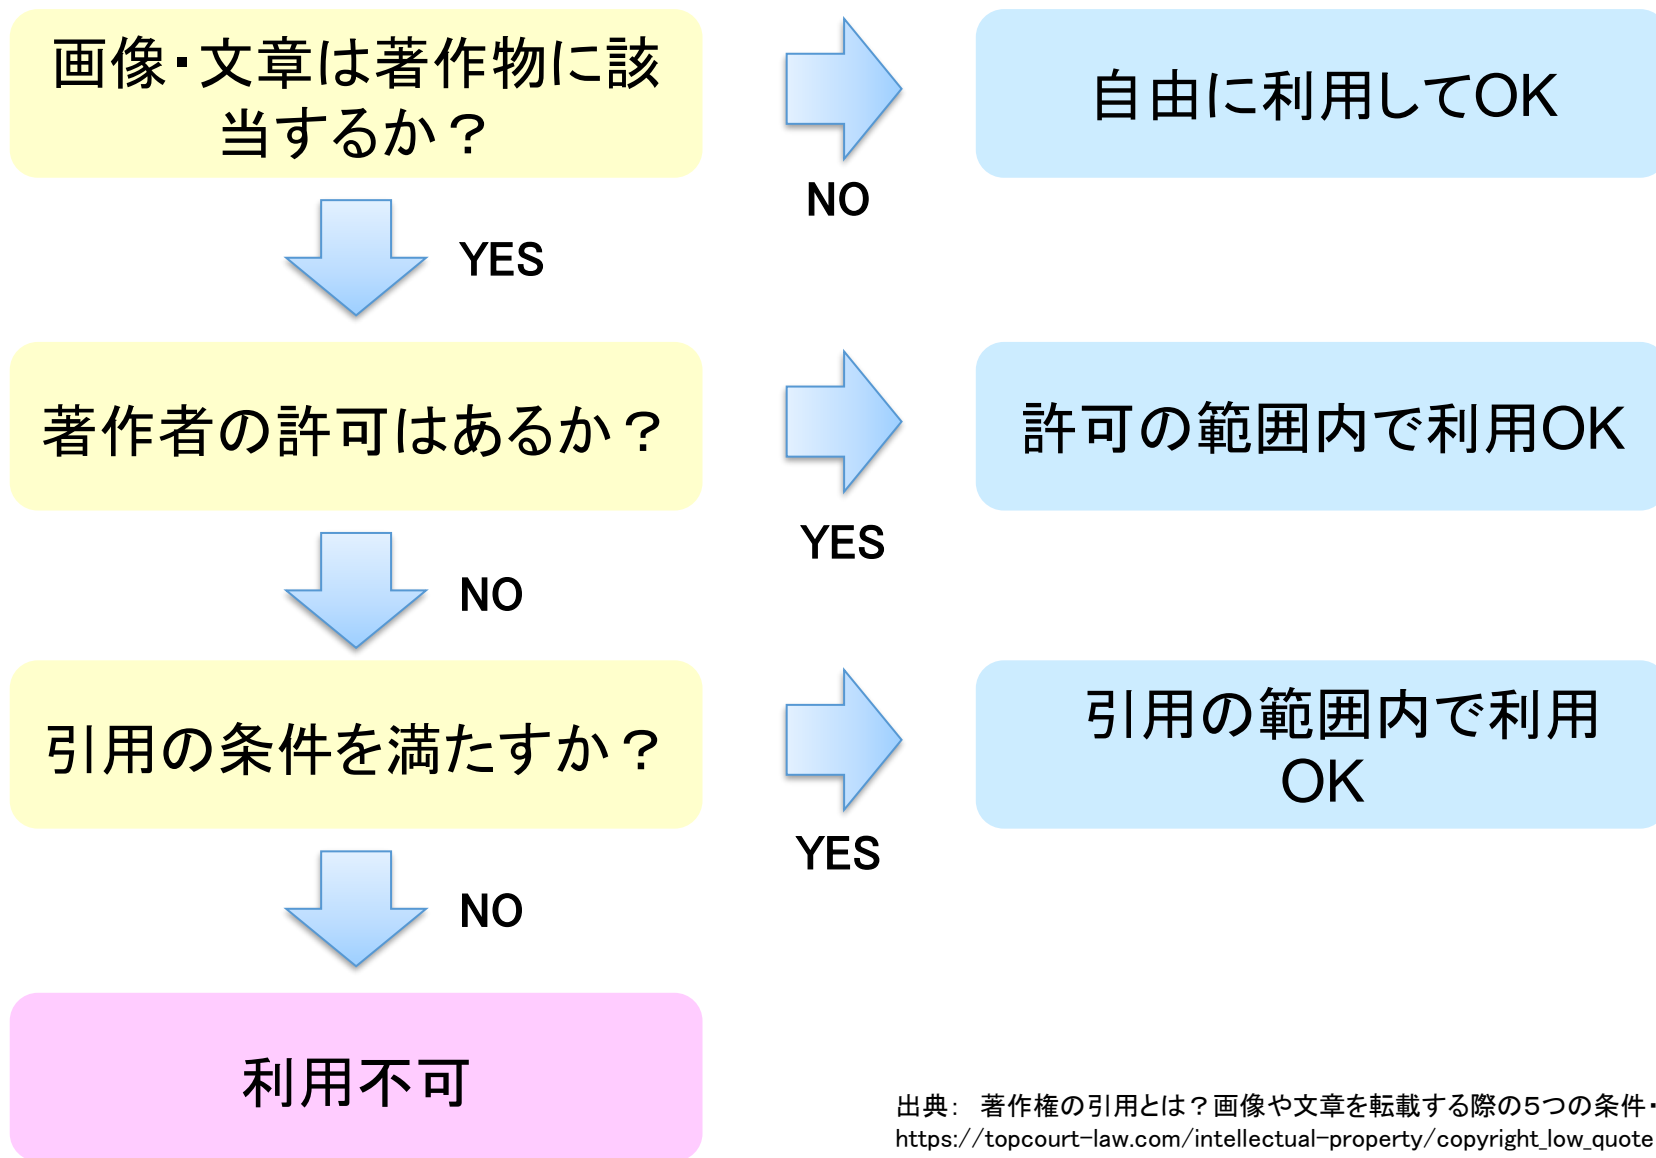 画像・文章は著作物に該
当するか？
NO
自由に利用してOK
YES
著作者の許可はあるか？
YES
許可の範囲内で利用OK
NO
引用の条件を満たすか？
YES
引用の範囲内で利用
OK
NO
利用不可
出典：　著作権の引用とは？画像や文章を転載する際の５つの条件・
https://topcourt-law.com/intellectual-property/copyright_low_quote